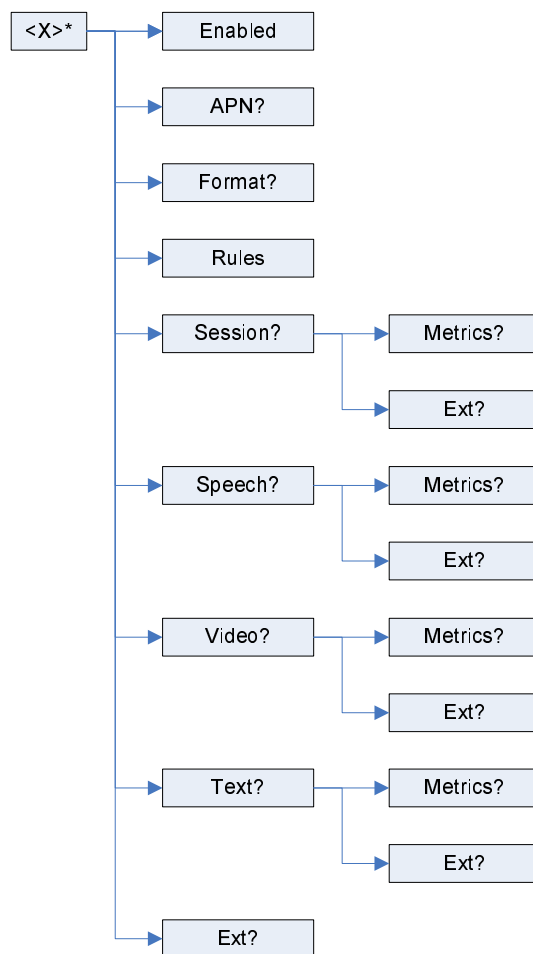 <X>*
Enabled
APN?
Format?
Rules
Session?
Metrics?
Ext?
Speech?
Metrics?
Ext?
Video?
Metrics?
Ext?
Text?
Metrics?
Ext?
Ext?